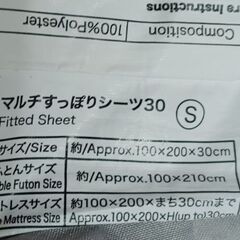 re Instructions
Composition
100%Polyester
マルチすっぽりシーツ30
Fitted Sheet
S
サイズ/Size
約/Approx.100×200×30cm
ふとんサイズ
ble Futon Size
約/Approx.100×210cm
トレスサイズ
e Mattress Size
約100×200×まち30cmまで
Approx.100×200×H(up to)30cm